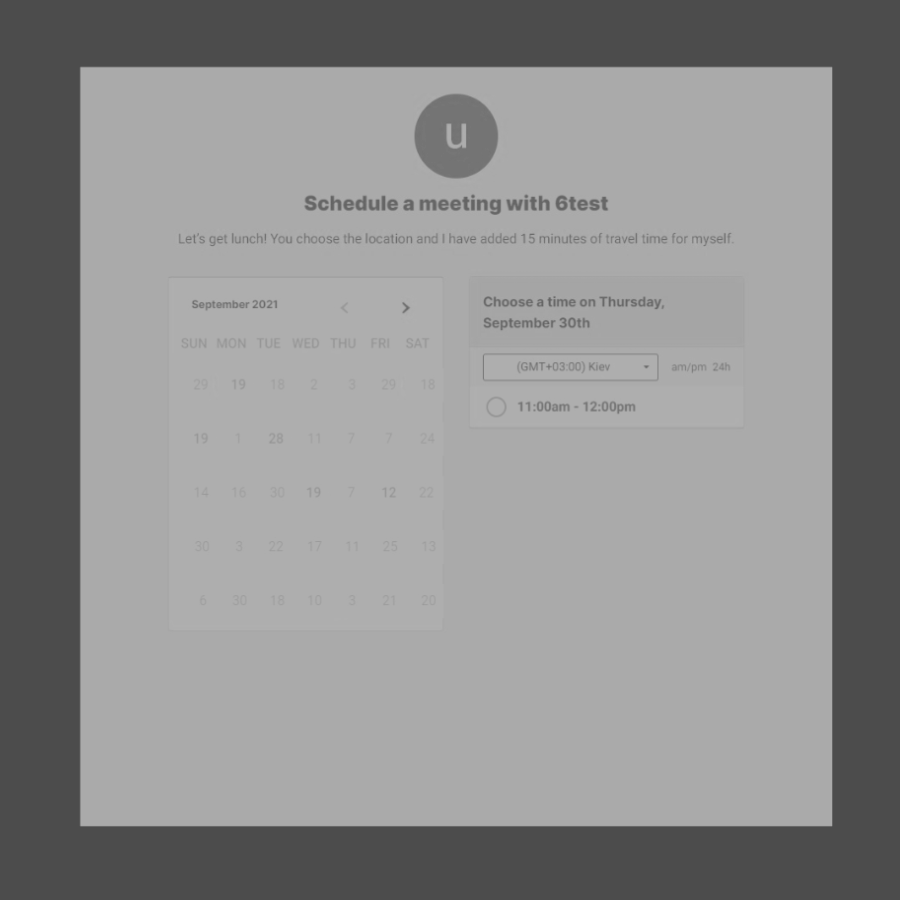 u
Schedule a meeting with 6test
Let's get lunch! You choose the location and I have added 15 minutes of travel time for myself.
September 2021 < >
SUN MON TUE WED THU FRI SAT
29 19 18 2 3 29 18
19 1 28 11 7 7 24
14 16 30 19 7 12 22
30 3 22 17 11 25 13
6 30 18 10 3 21 20
Choose a time on Thursday,
September 30th
(GMT+03:00) Kiev am/pm 24h
11:00am - 12:00pm